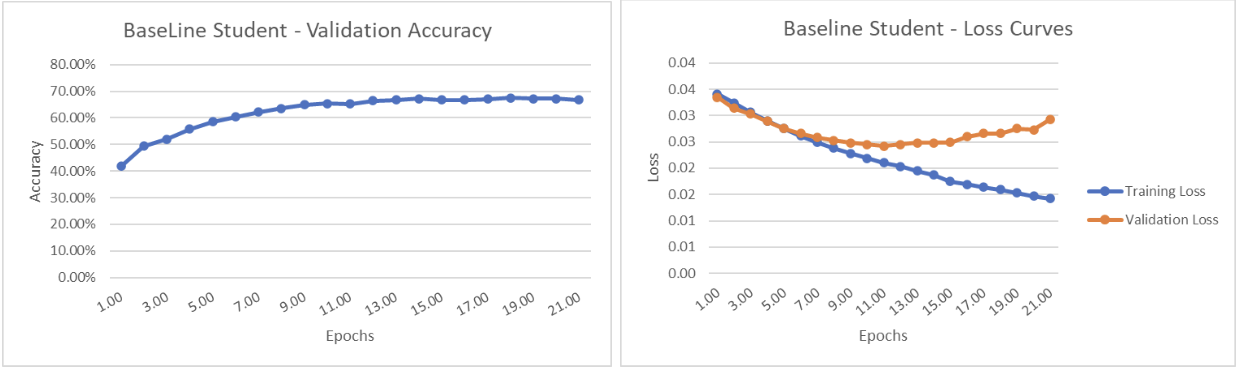 BaseLine Student - Validation Accuracy
80.00%
70.00%
60.00%
50.00%
40.00%
30.00%
20.00%
10.00%
0.00%
Accuracy
1.00 3.00 5.00 7.00 9.00 11.00 13.00 15.00 17.00 19.00 21.00
Epochs
Baseline Student - Loss Curves
0.04
0.04
0.03
0.03
0.02
0.02
0.01
0.01
0.00
Loss
1.00 3.00 5.00 7.00 9.00 11.00 13.00 15.00 17.00 19.00 21.00
Epochs
Training Loss
Validation Loss